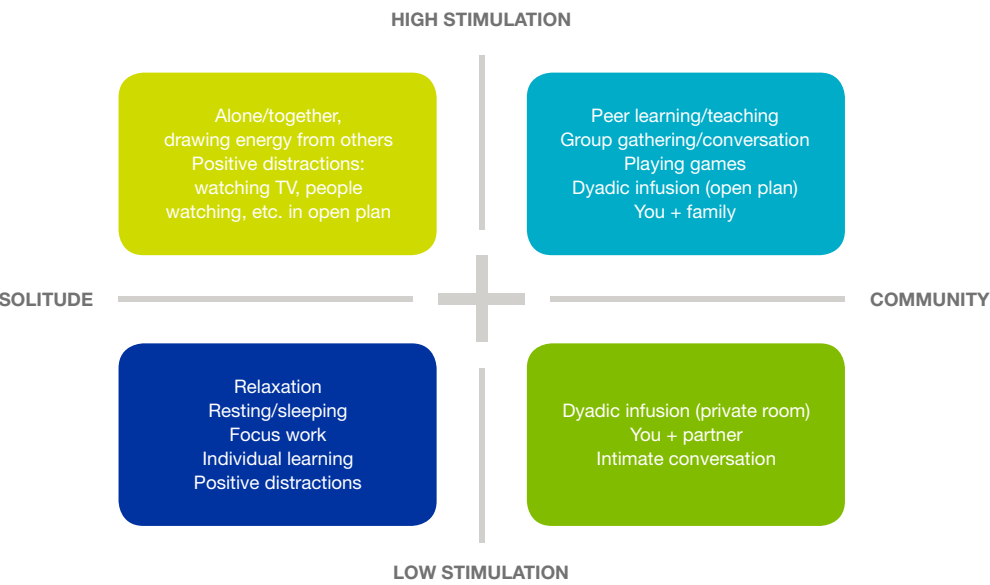 HIGH STIMULATION
Alone/together,
drawing energy from others
Positive distractions:
watching TV, people
watching, etc. in open plan
Peer learning/teaching
Group gathering/conversation
Playing games
Dyadic infusion (open plan)
You + family
SOLITUDE
COMMUNITY
Relaxation
Resting/sleeping
Focus work
Individual learning
Positive distractions
Dyadic infusion (private room)
You + partner
Intimate conversation
LOW STIMULATION